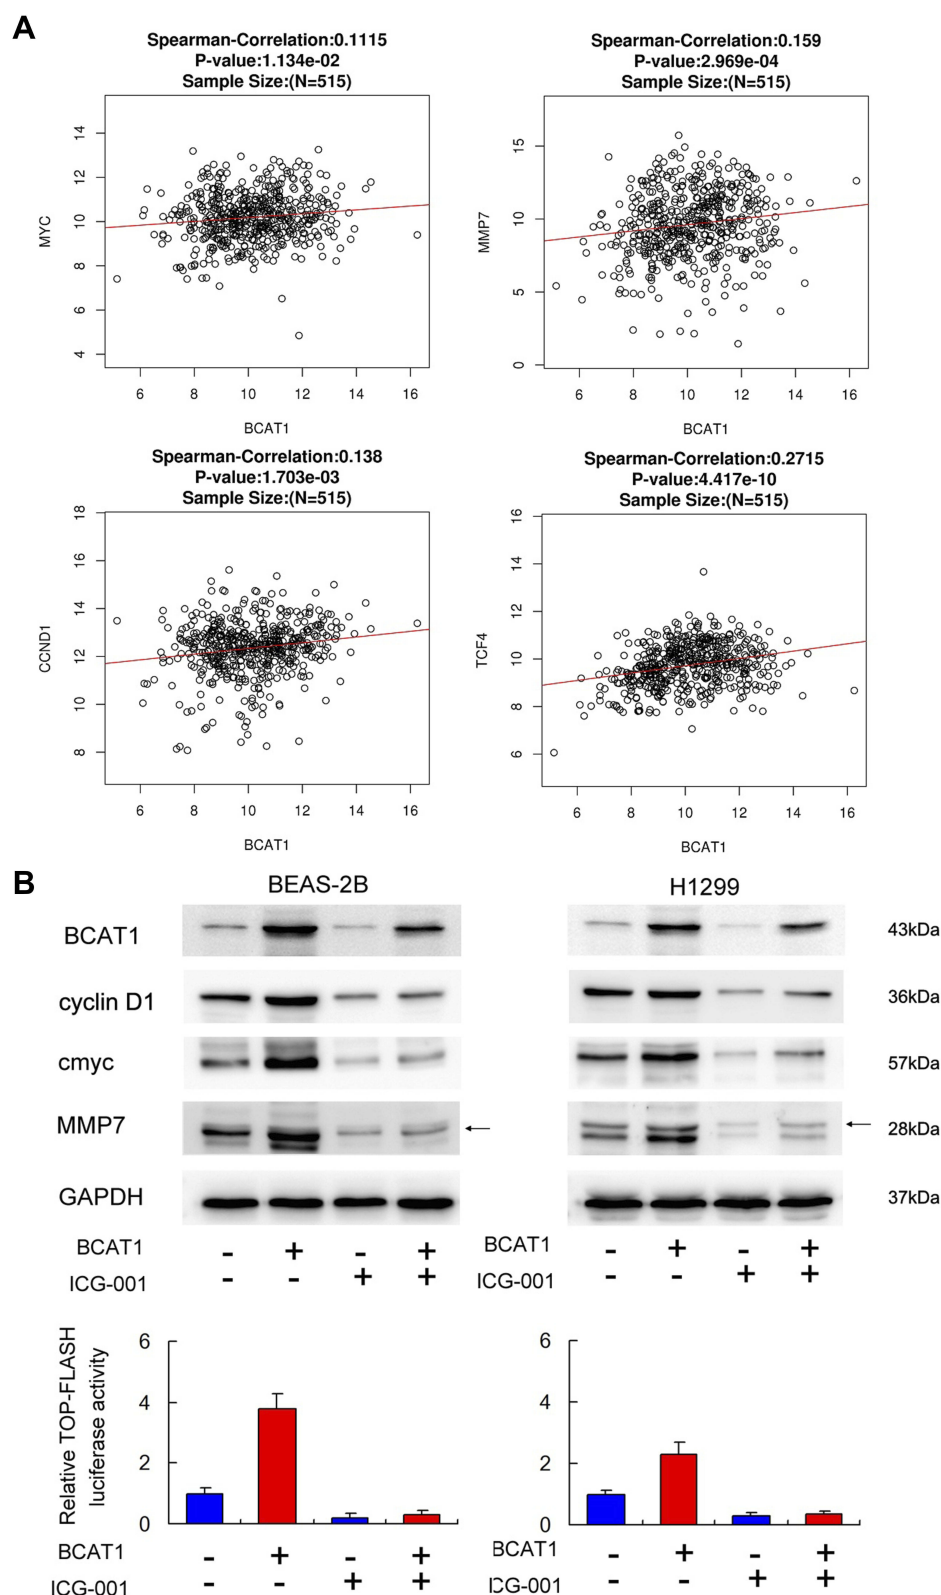 A
Spearman-Correlation:0.1115
P-value:1.134e-02
Sample Size:(N=515)
MYC
14
12
10
8
6
4
6 8 10 12 14 16
BCAT1
Spearman-Correlation:0.159
P-value:2.969e-04
Sample Size:(N=515)
MMP7
15
10
5
0
6 8 10 12 14 16
BCAT1
Spearman-Correlation:0.138
P-value:1.703e-03
Sample Size:(N=515)
CCND1
18
16
14
12
10
8
6 8 10 12 14 16
BCAT1
Spearman-Correlation:0.2715
P-value:4.417e-10
Sample Size:(N=515)
TCF4
16
14
12
10
8
6
6 8 10 12 14 16
BCAT1
B
BEAS-2B H1299
BCAT1 43kDa
cyclin D1 36kDa
cmyc 57kDa
MMP7 28kDa
GAPDH 37kDa
BCAT1 - + - + BCAT1 - + - +
ICG-001 - - + + ICG-001 - - + +
Relative TOP-FLASH
luciferase activity
6
4
2
0
BCAT1 - + - +
ICG-001 - - + +
6
4
2
0
BCAT1 - + - +
ICG-001 - - + +